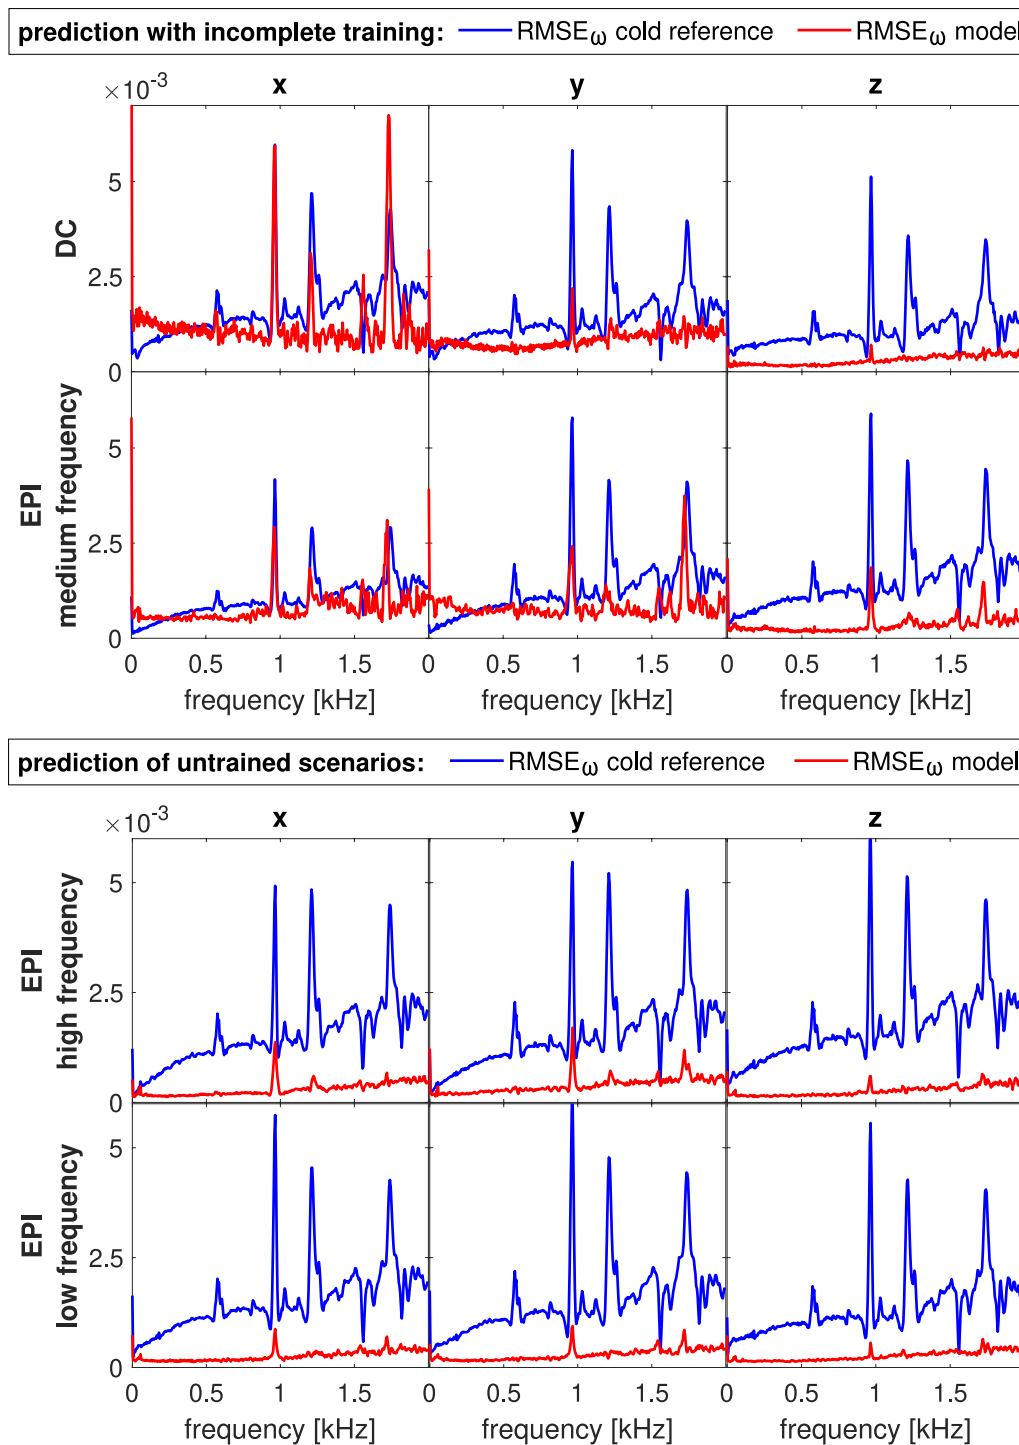 prediction with incomplete training: RMSEω cold reference RMSEω model
×10⁻³ x y z
DC
5
2.5
0
EPI
medium frequency
5
2.5
0
0 0.5 1 1.5 0 0.5 1 1.5 0 0.5 1 1.5
frequency [kHz] frequency [kHz] frequency [kHz]
prediction of untrained scenarios: RMSEω cold reference RMSEω model
×10⁻³ x y z
EPI
high frequency
5
2.5
0
EPI
low frequency
5
2.5
0
0 0.5 1 1.5 0 0.5 1 1.5 0 0.5 1 1.5
frequency [kHz] frequency [kHz] frequency [kHz]